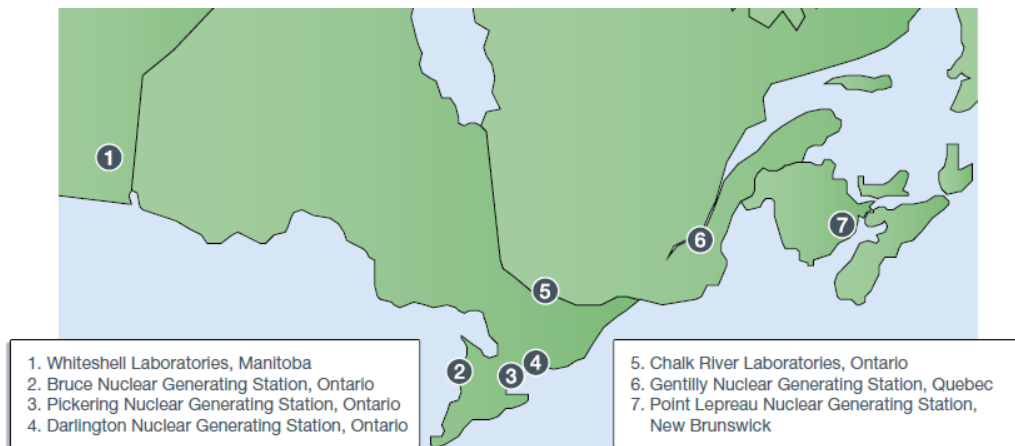 1
2
3
4
5
6
7
1. Whiteshell Laboratories, Manitoba
2. Bruce Nuclear Generating Station, Ontario
3. Pickering Nuclear Generating Station, Ontario
4. Darlington Nuclear Generating Station, Ontario
5. Chalk River Laboratories, Ontario
6. Gentilly Nuclear Generating Station, Quebec
7. Point Lepreau Nuclear Generating Station,
New Brunswick